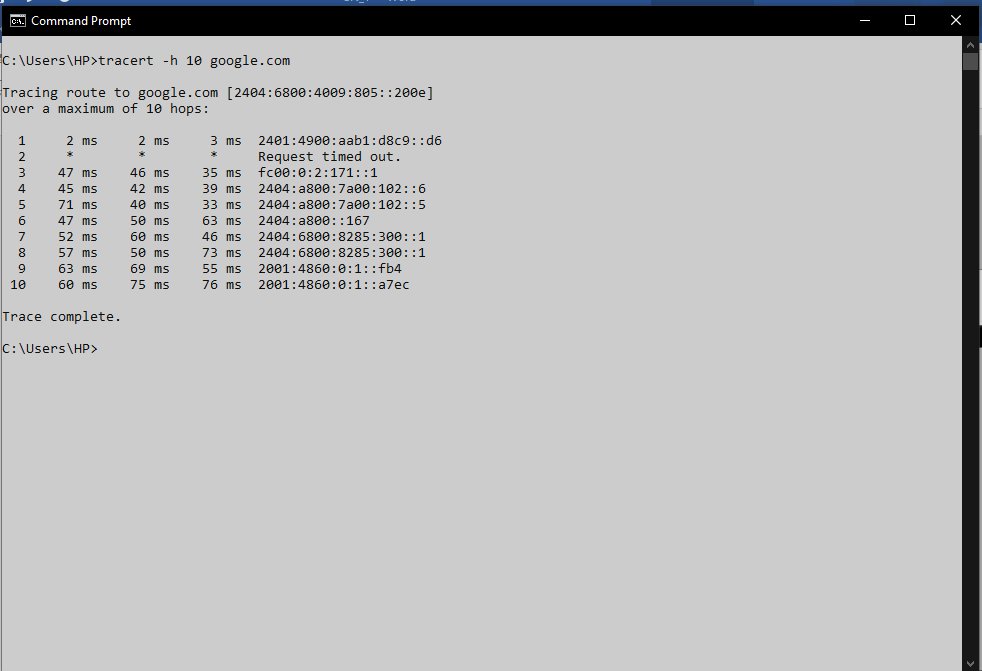 Command Prompt
C:\Users\HP>tracert -h 10 google.com
Tracing route to google.com [2404:6800:4009:805::200e]
over a maximum of 10 hops:
1 2 ms 2 ms 3 ms 2401:4900:aab1:d8c9::d6
2 * * * Request timed out.
3 47 ms 46 ms 35 ms fc00:0:2:171::1
4 45 ms 42 ms 39 ms 2404:a800:7a00:102::6
5 71 ms 40 ms 33 ms 2404:a800:7a00:102::5
6 47 ms 50 ms 63 ms 2404:a800::167
7 52 ms 60 ms 46 ms 2404:6800:8285:300::1
8 57 ms 50 ms 73 ms 2404:6800:8285:300::1
9 63 ms 69 ms 55 ms 2001:4860:0:1::fb4
10 60 ms 75 ms 76 ms 2001:4860:0:1::a7ec
Trace complete.
C:\Users\HP>